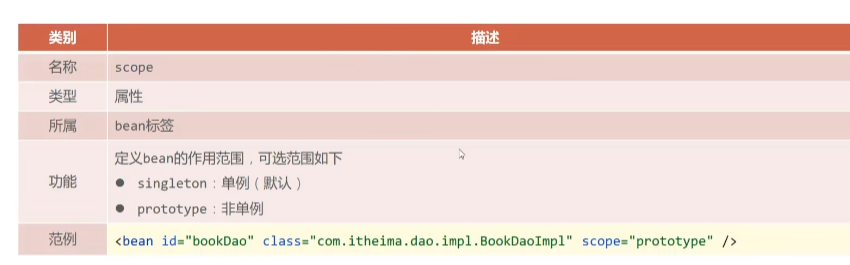 类别 描述
名称 scope
类型 属性
所属 bean标签
功能 定义bean的作用范围，可选范围如下
● singleton：单例（默认）
● prototype：非单例
范例 <bean id="bookDao" class="com.itheima.dao.impl.BookDaoImpl" scope="prototype" />